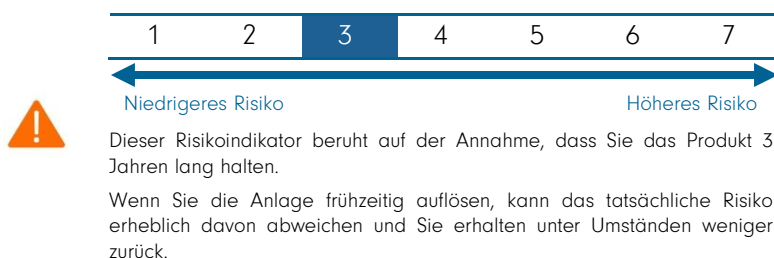 1 2 3 4 5 6 7
Niedrigeres Risiko Höheres Risiko
Dieser Risikoindikator beruht auf der Annahme, dass Sie das Produkt 3
Jahren lang halten.
Wenn Sie die Anlage frühzeitig auflösen, kann das tatsächliche Risiko
erheblich davon abweichen und Sie erhalten unter Umständen weniger
zurück.